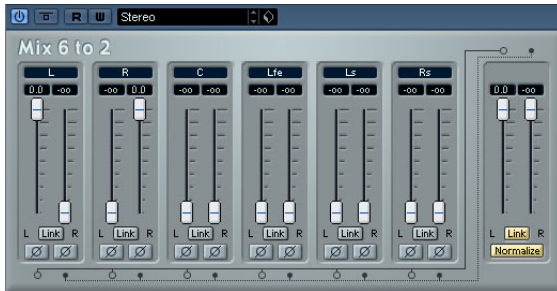 R W Stereo
Mix 6 to 2
L R C Lfe Ls Rs
0.0 -oo -oo 0.0 -oo -oo -oo -oo -oo -oo -oo -oo 0.0 -oo
L Link R L Link R L Link R L Link R L Link R L Link R L Link R
Ø Ø Ø Ø Ø Ø Ø Ø Ø Ø Ø Ø Normalize